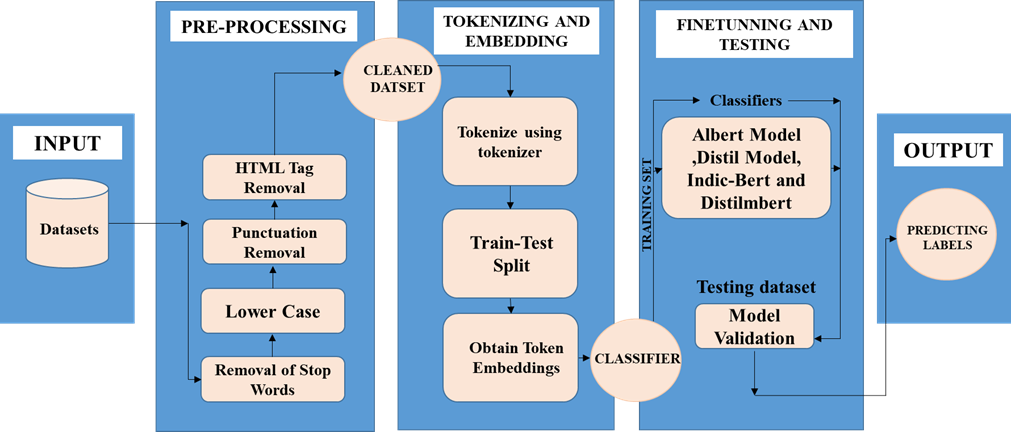 INPUT
Datasets
PRE-PROCESSING
HTML Tag
Removal
Punctuation
Removal
Lower Case
Removal of Stop
Words
CLEANED
DATSET
TOKENIZING AND
EMBEDDING
Tokenize using
tokenizer
Train-Test
Split
Obtain Token
Embeddings
CLASSIFIER
FINETUNNING AND
TESTING
TRAINING SET
Classifiers
Albert Model
,Distil Model,
Indic-Bert and
Distilmbert
Testing dataset
Model
Validation
OUTPUT
PREDICTING
LABELS